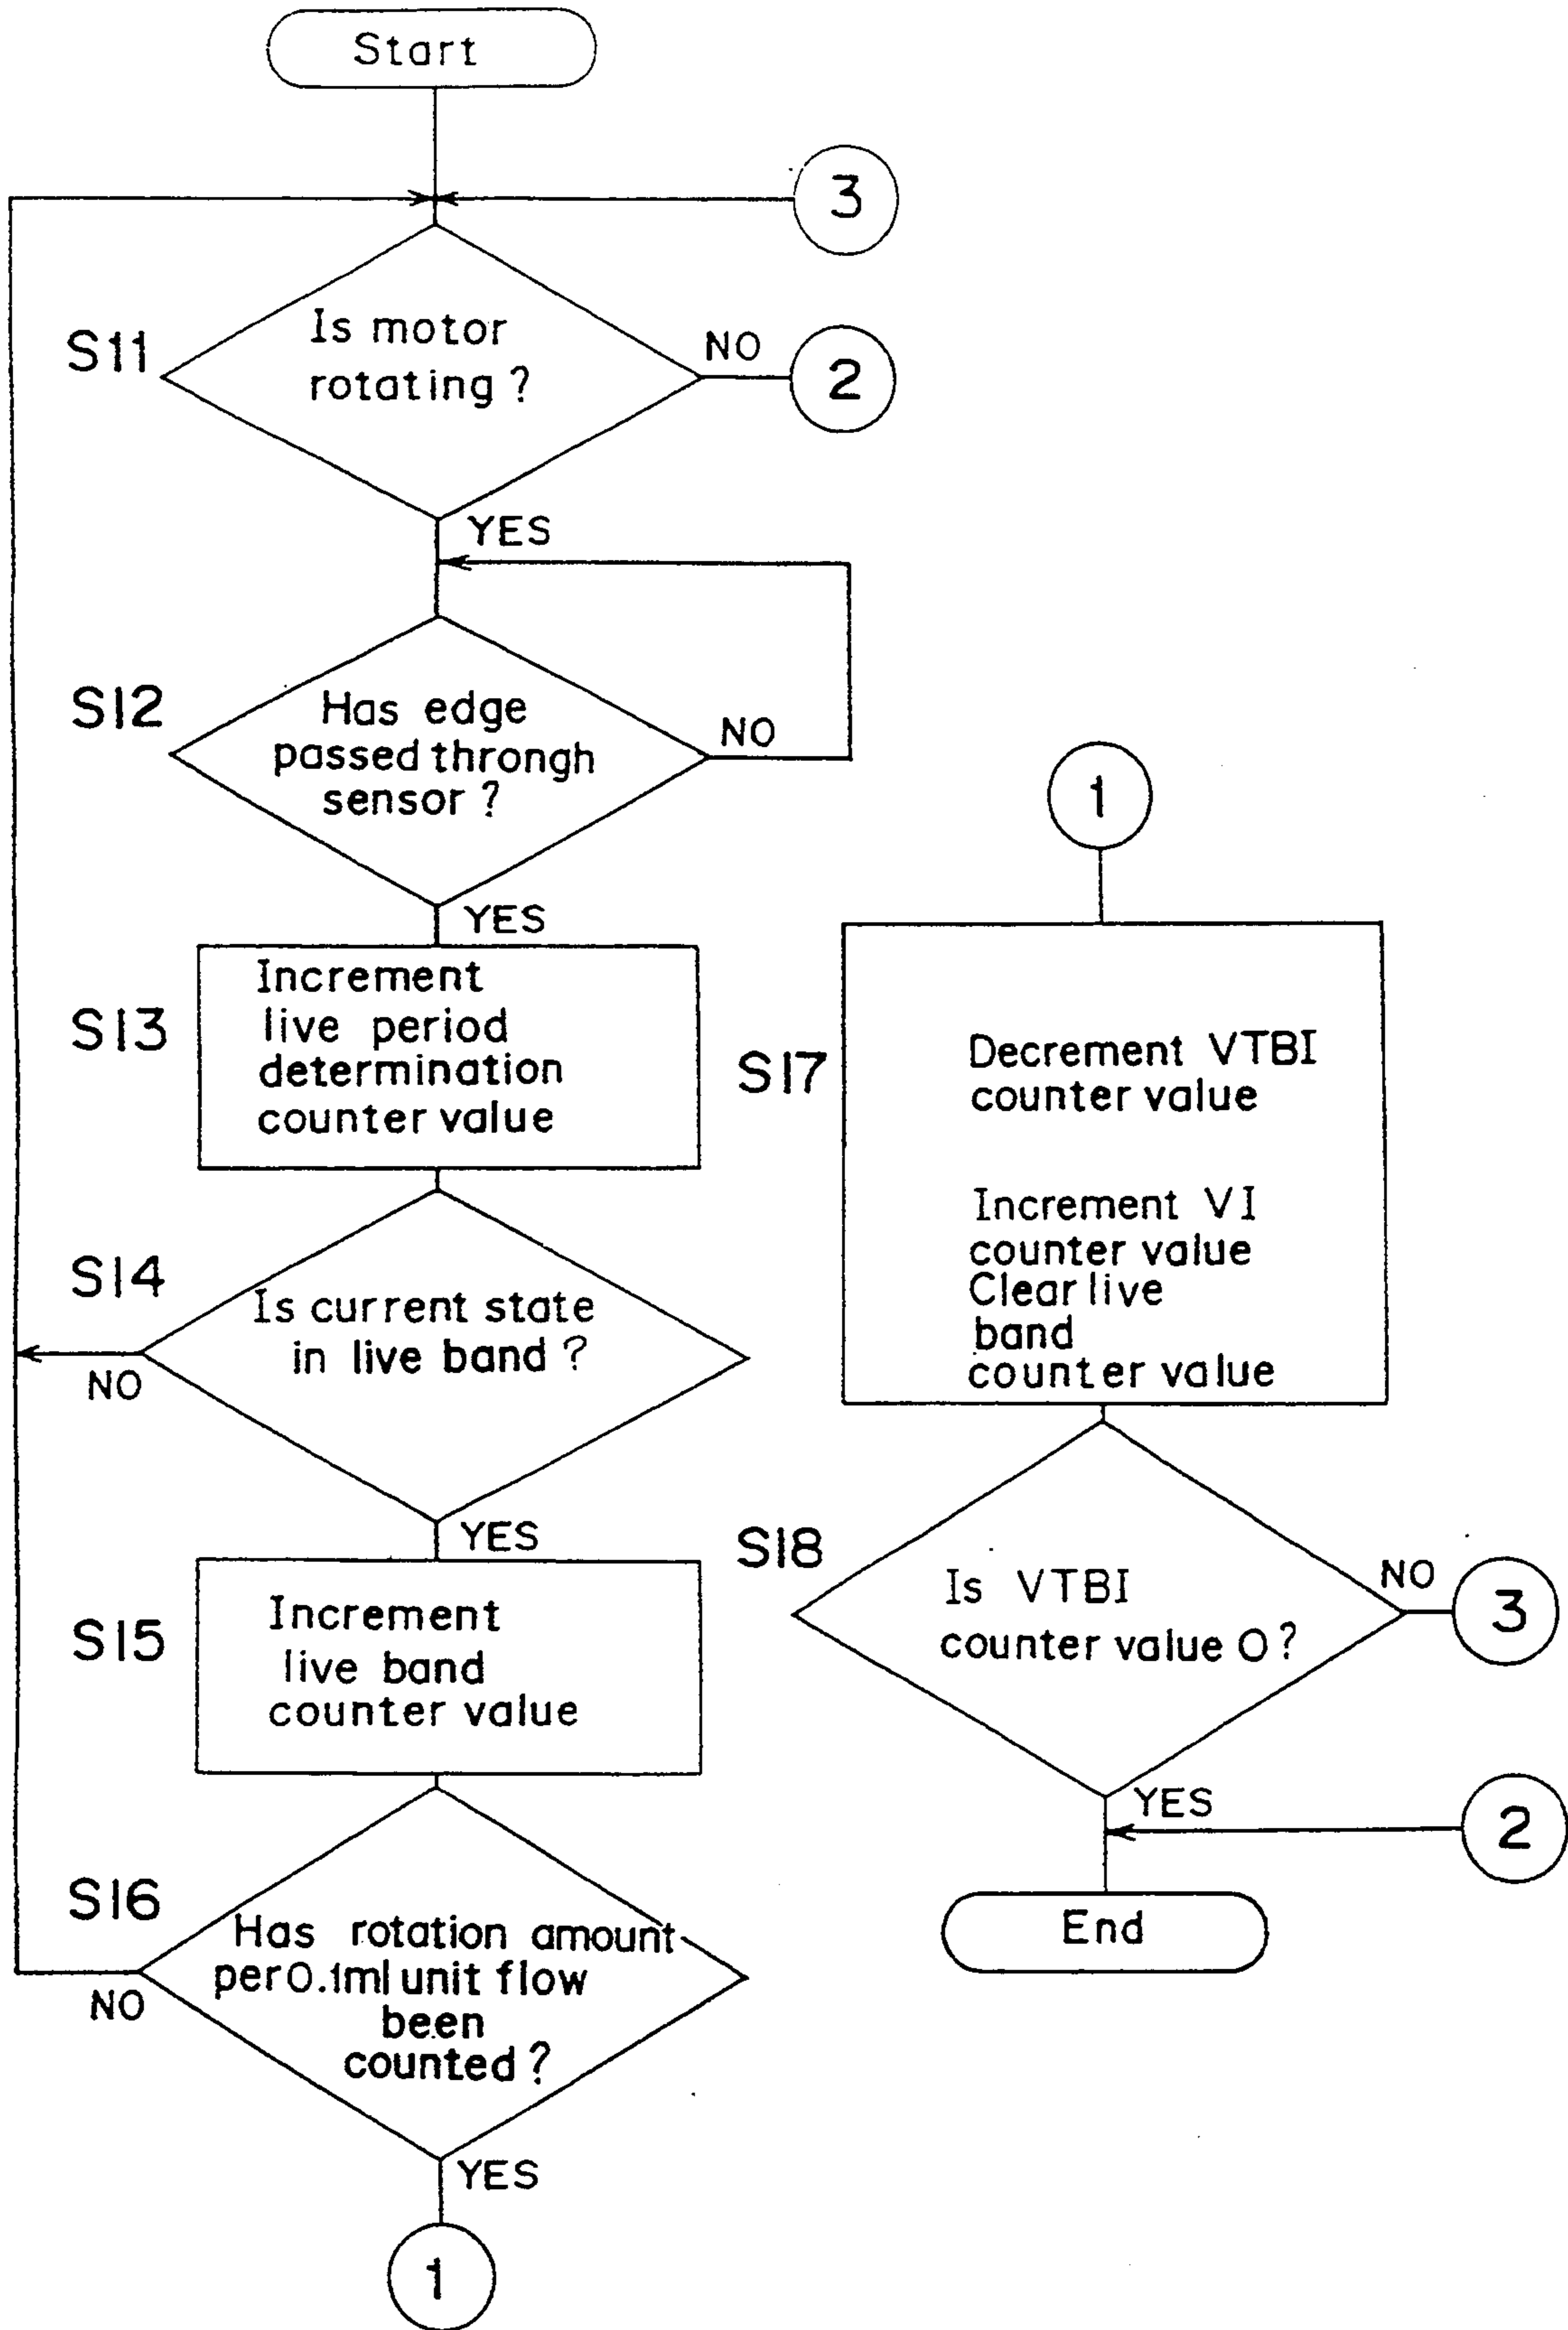 Start
3
S11
Is motor
rotating ?
NO
2
YES
S12
Has edge
passed throngh
sensor ?
NO
YES
S13
Increment
live period
determination
counter value
S14
Is current state
in live band ?
NO
YES
S15
Increment
live band
counter value
S16
Has rotation amount
per 0.1ml unit flow
been
counted ?
NO
YES
1
1
S17
Decrement VTBI
counter value
Increment VI
counter value
Clear live
band
counter value
S18
Is VTBI
counter value 0 ?
NO
3
YES
2
End